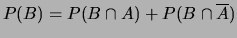 P(B) = P(B ∩ A) + P(B ∩ A̅)